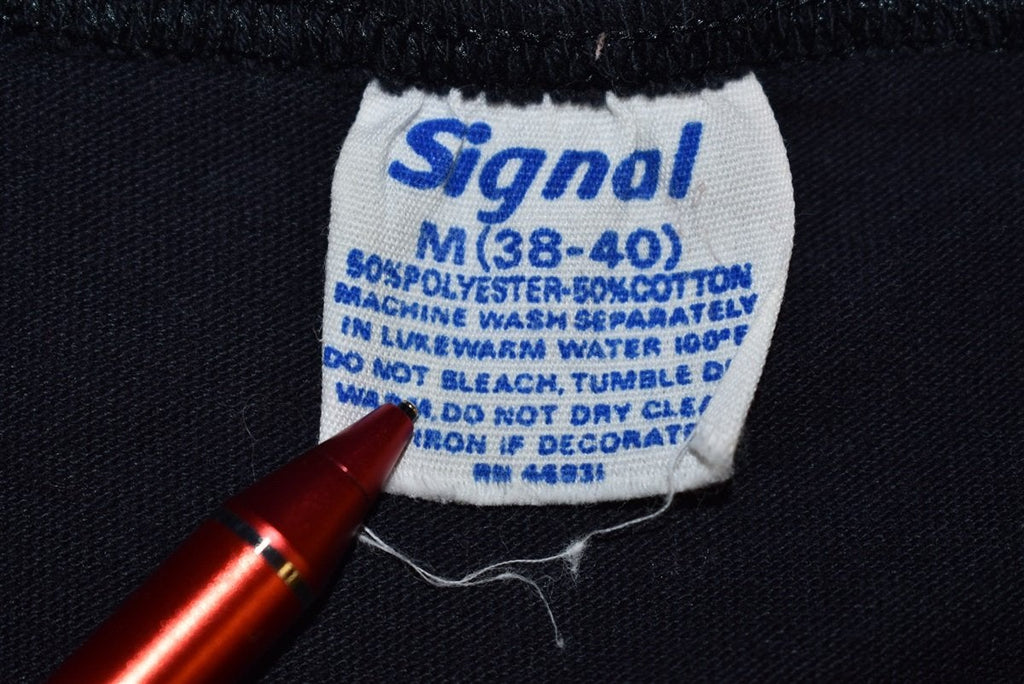 Signal
M (38-40)
50% POLYESTER-50% COTTON
MACHINE WASH SEPARATELY
IN LUKEWARM WATER 100°F
DO NOT BLEACH, TUMBLE
DO NOT DRY
IF
RN 44931